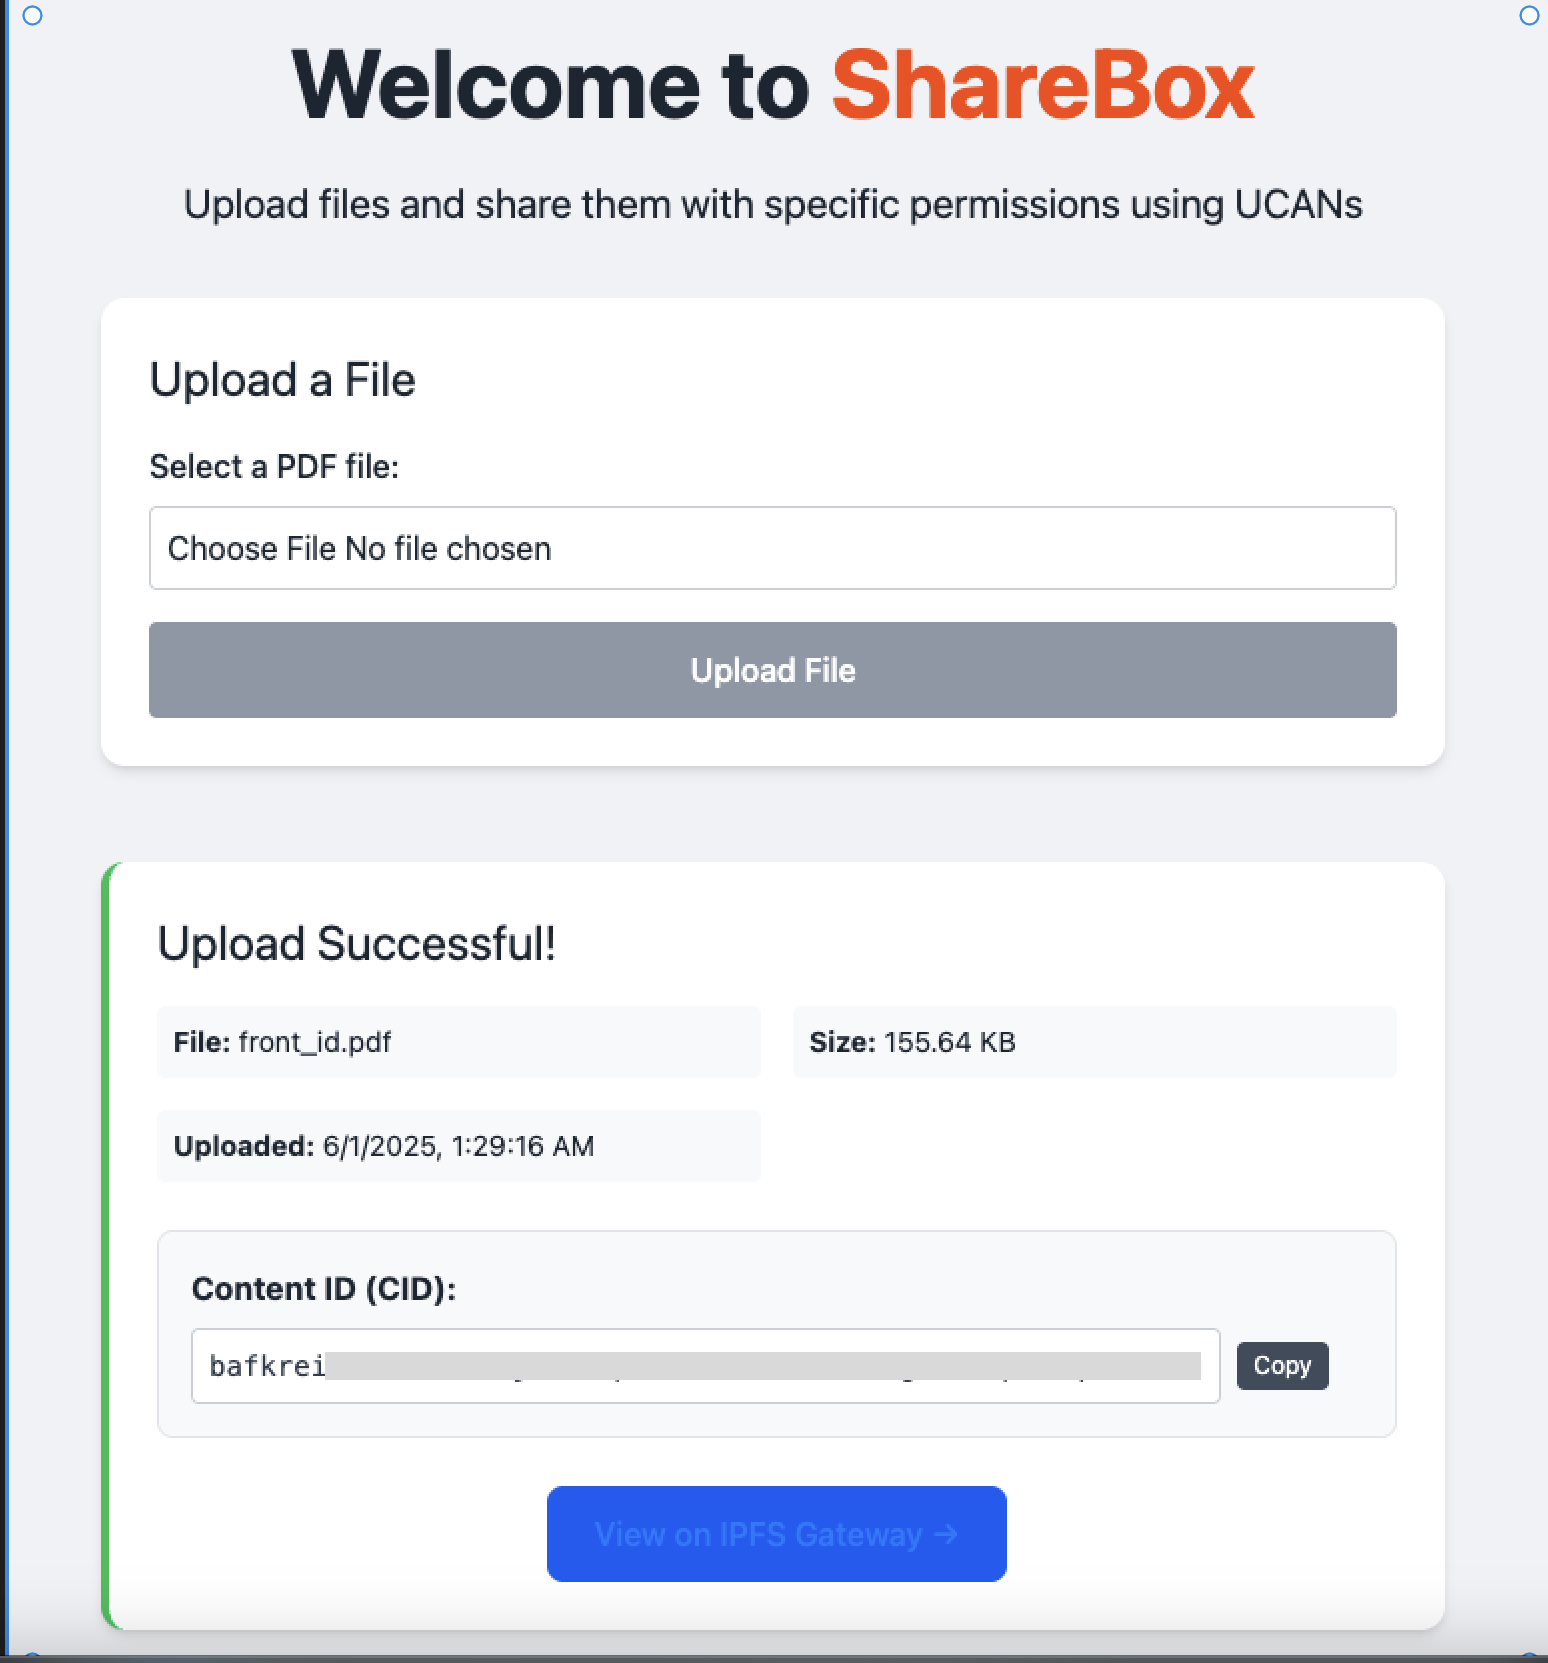 Welcome to ShareBox
Upload files and share them with specific permissions using UCANs
Upload a File
Select a PDF file:
Choose File No file chosen
Upload File
Upload Successful!
File: front_id.pdf
Size: 155.64 KB
Uploaded: 6/1/2025, 1:29:16 AM
Content ID (CID):
bafkrei
Copy
View on IPFS Gateway →